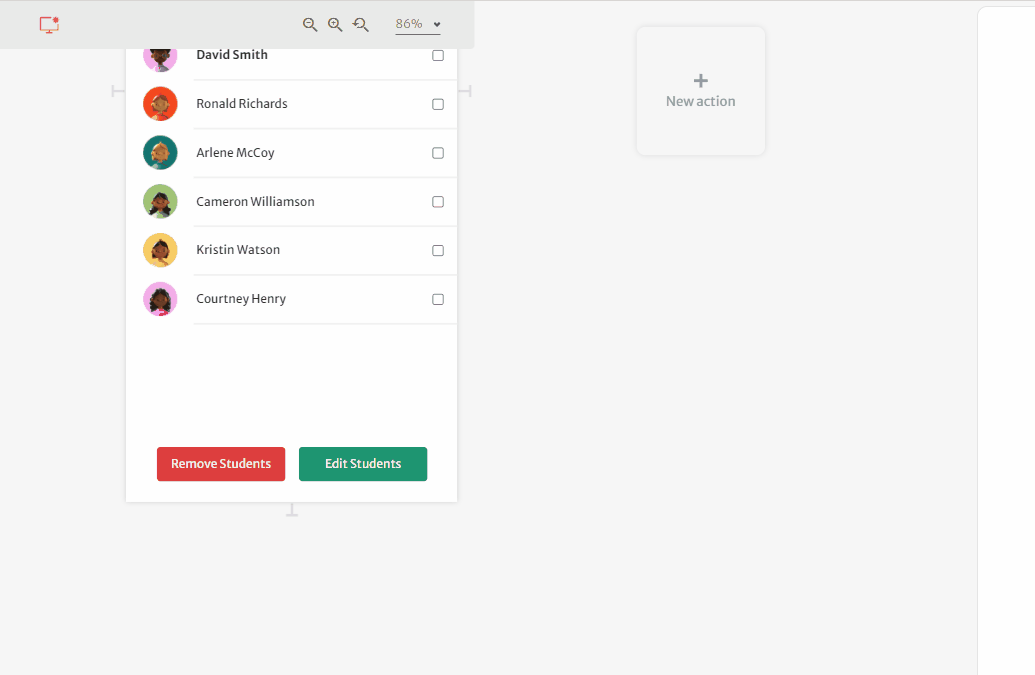 86%
David Smith
Ronald Richards
Arlene McCoy
Cameron Williamson
Kristin Watson
Courtney Henry
Remove Students
Edit Students
New action